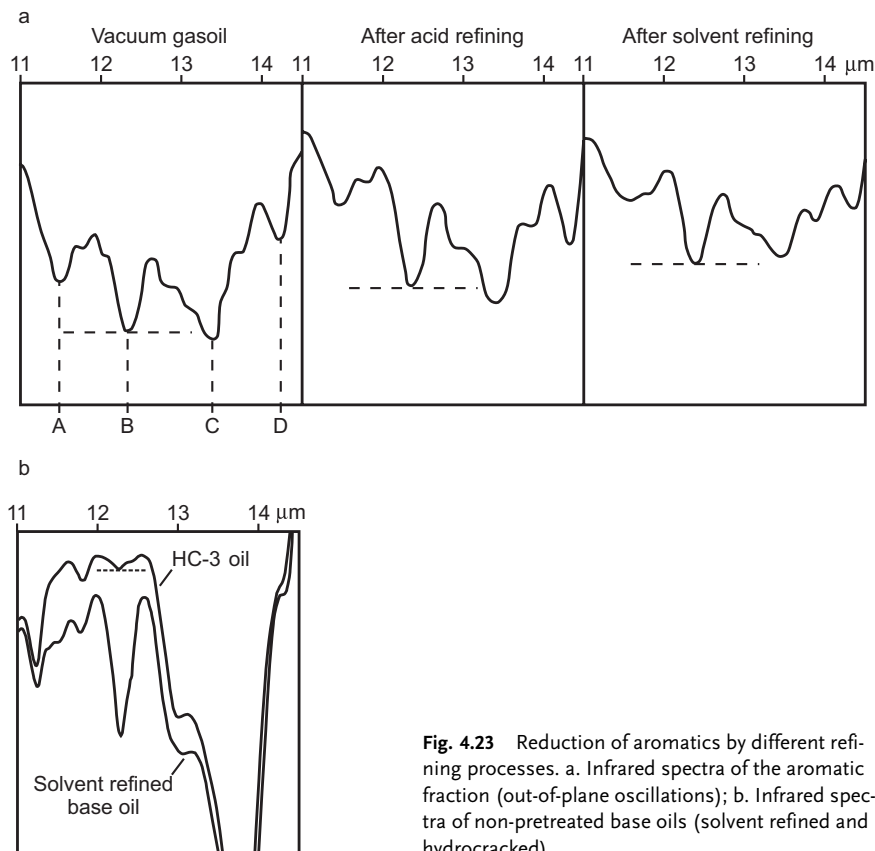 a
Vacuum gasoil After acid refining After solvent refining
11 12 13 14 11 12 13 14 11 12 13 14 μm
A B C D
b
11 12 13 14 μm
HC-3 oil
Solvent refined
base oil
Fig. 4.23 Reduction of aromatics by different refi-
ning processes. a. Infrared spectra of the aromatic
fraction (out-of-plane oscillations); b. Infrared spec-
tra of non-pretreated base oils (solvent refined and
hydrocracked)